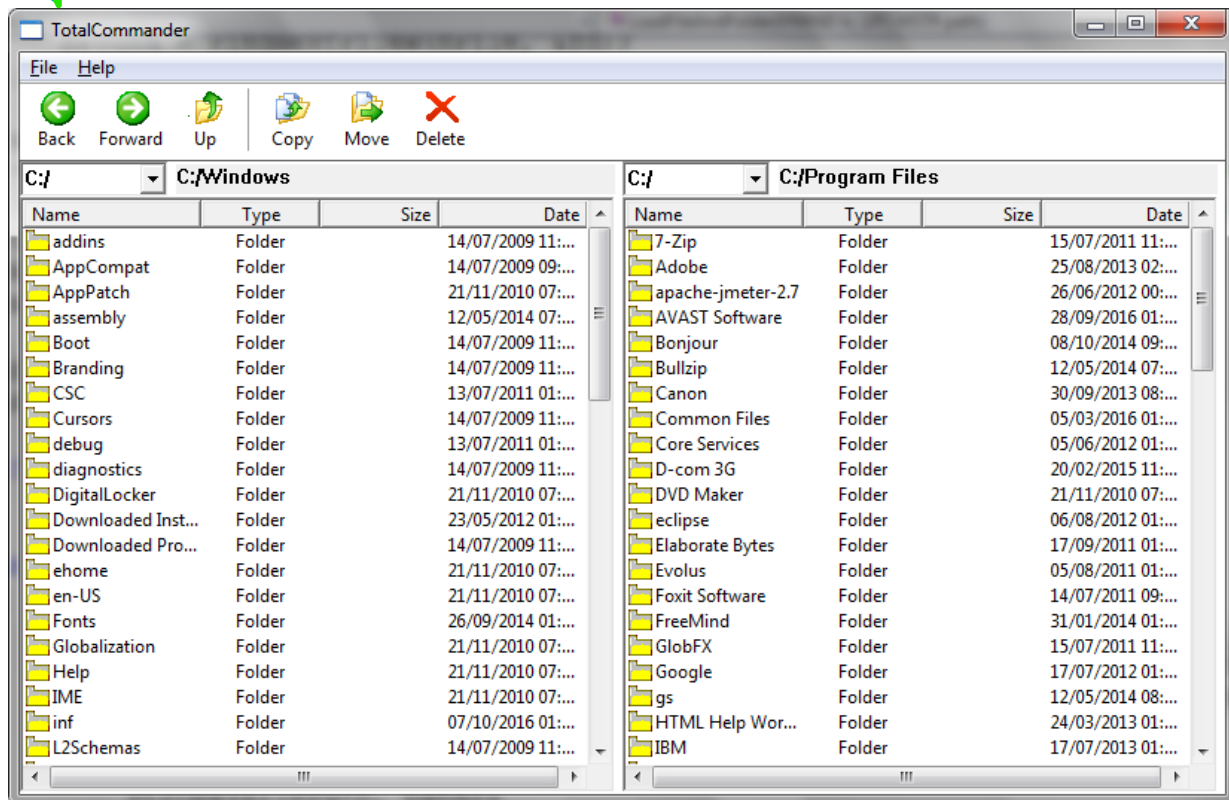 TotalCommander
File Help
Back Forward Up Copy Move Delete
C:/ C:/Windows C:/ C:/Program Files
Name Type Size Date Name Type Size Date
addins Folder 14/07/2009 11:... 7-Zip Folder 15/07/2011 11:...
AppCompat Folder 14/07/2009 09:... Adobe Folder 25/08/2013 02:...
AppPatch Folder 21/11/2010 07:... apache-jmeter-2.7 Folder 26/06/2012 00:...
assembly Folder 12/05/2014 07:... AVAST Software Folder 28/09/2016 01:...
Boot Folder 14/07/2009 11:... Bonjour Folder 08/10/2014 09:...
Branding Folder 14/07/2009 11:... Bullzip Folder 12/05/2014 07:...
CSC Folder 13/07/2011 01:... Canon Folder 30/09/2013 08:...
Cursors Folder 14/07/2009 11:... Common Files Folder 05/03/2016 01:...
debug Folder 13/07/2011 01:... Core Services Folder 05/06/2012 01:...
diagnostics Folder 14/07/2009 11:... D-com 3G Folder 20/02/2015 11:...
DigitalLocker Folder 21/11/2010 07:... DVD Maker Folder 21/11/2010 07:...
Downloaded Inst... Folder 23/05/2012 01:... eclipse Folder 06/08/2012 01:...
Downloaded Pro... Folder 14/07/2009 11:... Elaborate Bytes Folder 17/09/2011 01:...
ehome Folder 21/11/2010 07:... Evolus Folder 05/08/2011 01:...
en-US Folder 21/11/2010 07:... Foxit Software Folder 14/07/2011 09:...
Fonts Folder 26/09/2014 01:... FreeMind Folder 31/01/2014 01:...
Globalization Folder 21/11/2010 07:... GlobFX Folder 15/07/2011 11:...
Help Folder 21/11/2010 07:... Google Folder 17/07/2012 01:...
IME Folder 21/11/2010 07:... gs Folder 12/05/2014 08:...
inf Folder 07/10/2016 01:... HTML Help Wor... Folder 24/03/2013 01:...
L2Schemas Folder 14/07/2009 11:... IBM Folder 17/07/2013 01:...